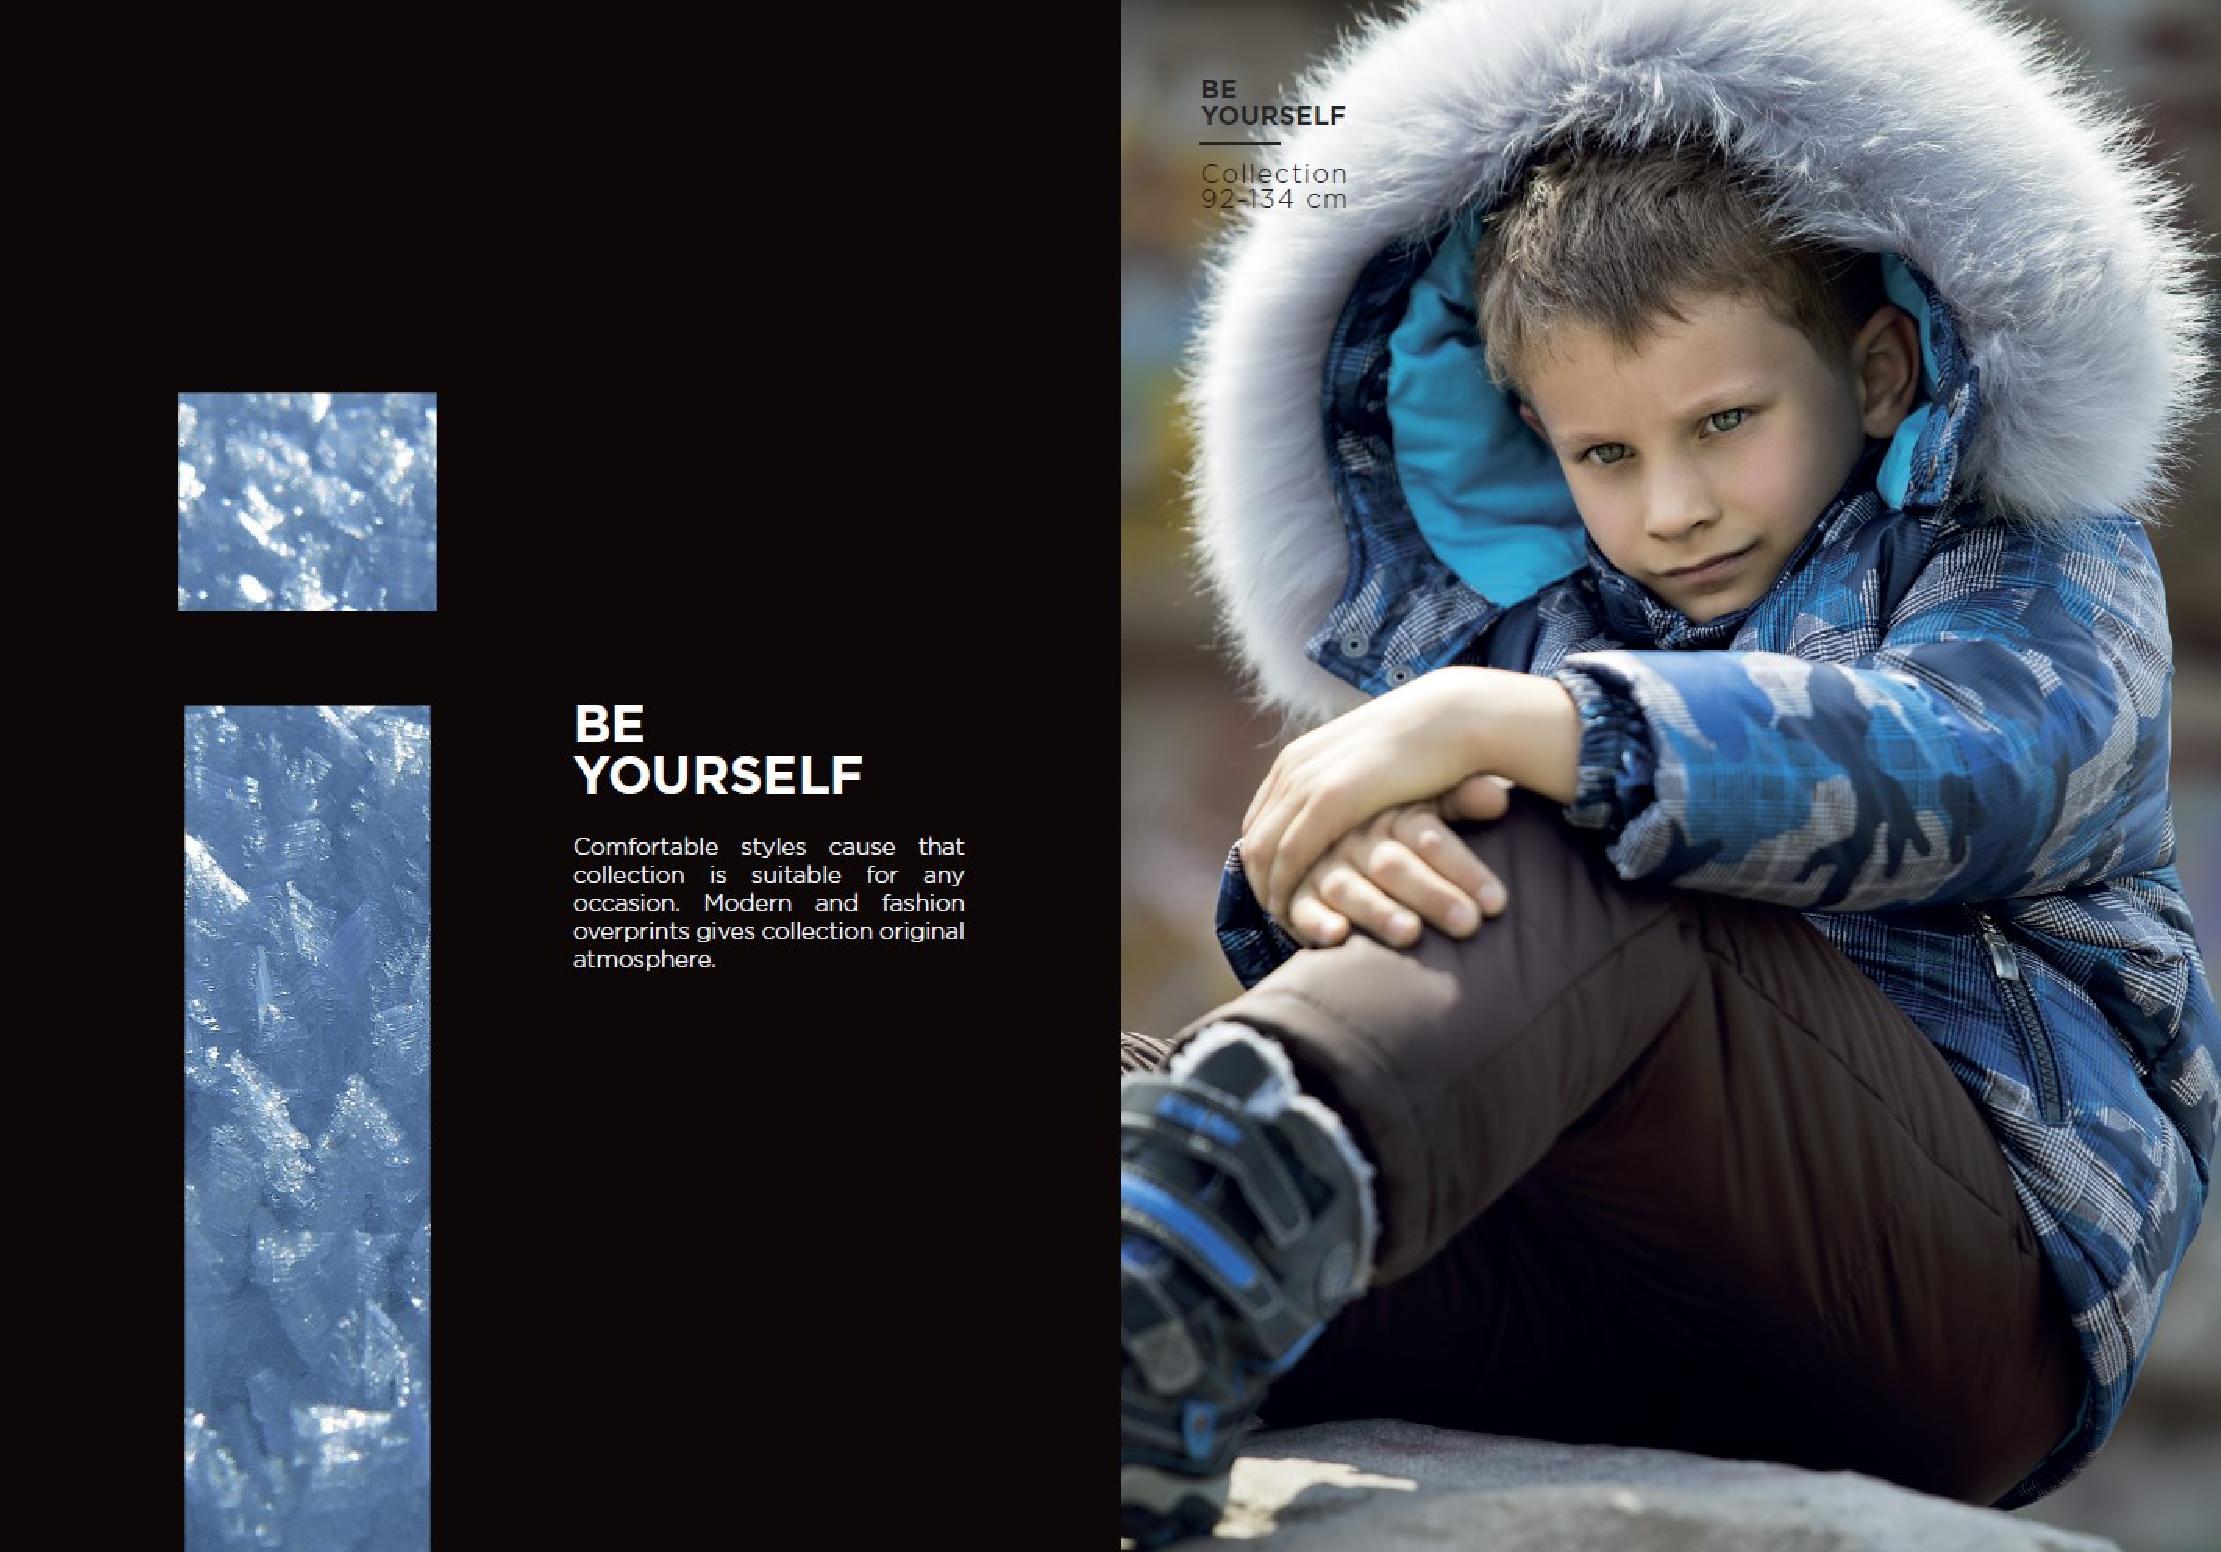 BE
YOURSELF
Comfortable styles cause that
collection is suitable for any
occasion. Modern and fashion
overprints gives collection original
atmosphere.
BE
YOURSELF
Collection
92-134 cm